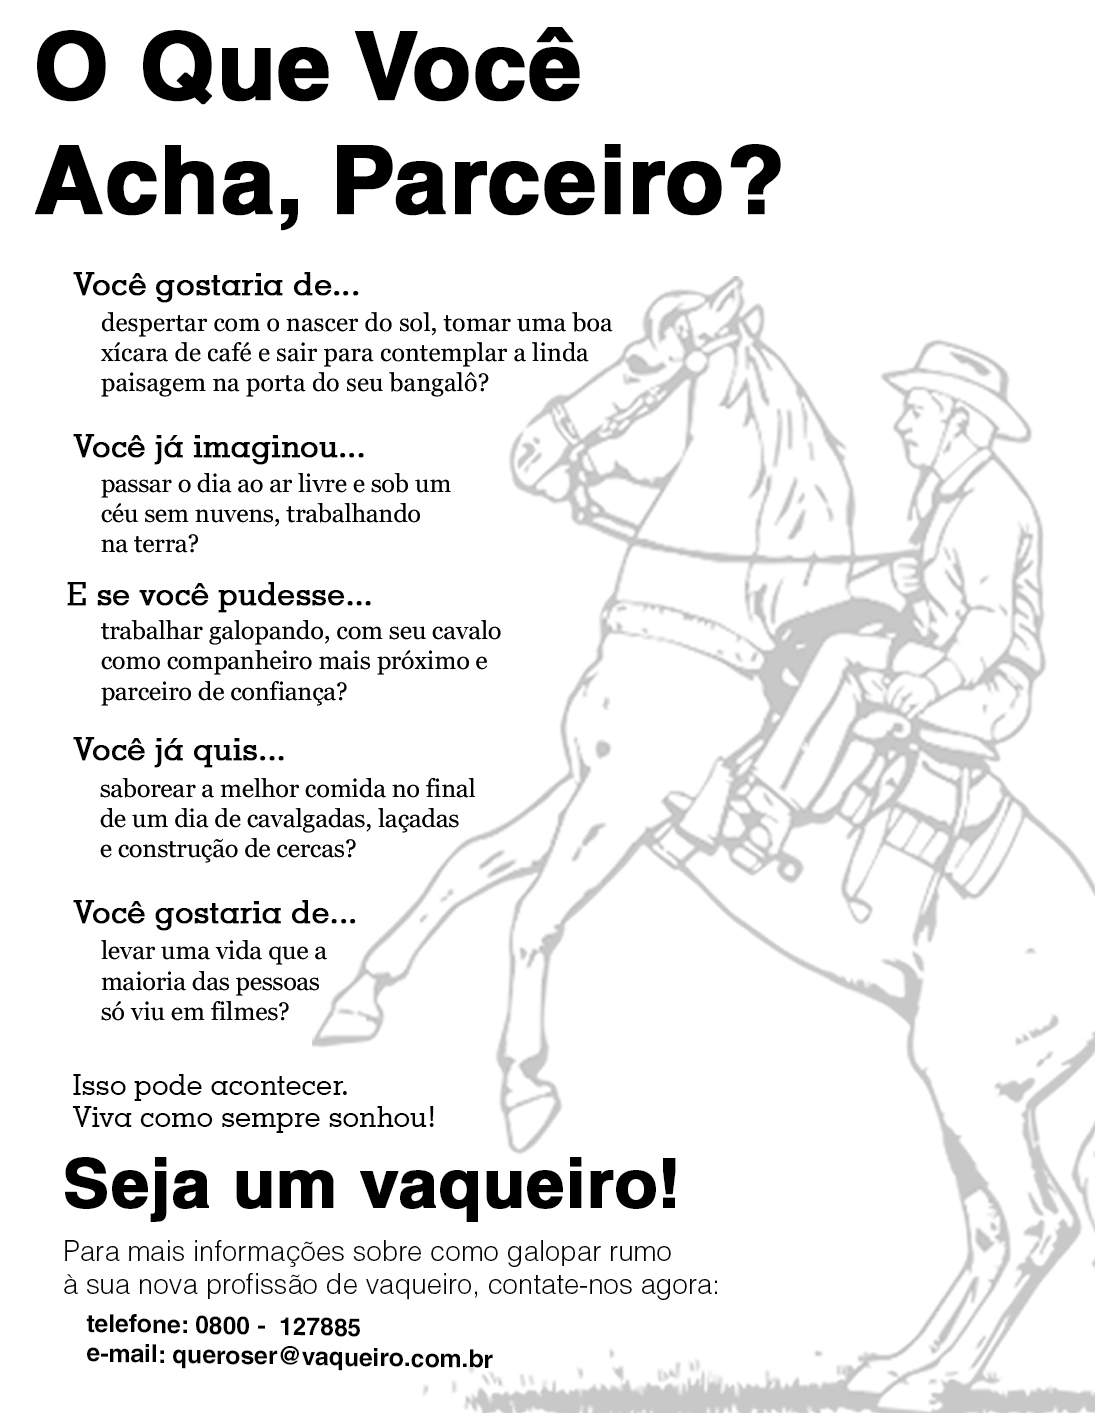 O Que Você
Acha, Parceiro?
Você gostaria de...
despertar com o nascer do sol, tomar uma boa
xícara de café e sair para contemplar a linda
paisagem na porta do seu bangalô?
Você já imaginou...
passar o dia ao ar livre e sob um
céu sem nuvens, trabalhando
na terra?
E se você pudesse...
trabalhar galopando, com seu cavalo
como companheiro mais próximo e
parceiro de confiança?
Você já quis...
saborear a melhor comida no final
de um dia de cavalgadas, laçadas
e construção de cercas?
Você gostaria de...
levar uma vida que a
maioria das pessoas
só viu em filmes?
Isso pode acontecer.
Viva como sempre sonhou!
Seja um vaqueiro!
Para mais informações sobre como galopar rumo
à sua nova profissão de vaqueiro, contate-nos agora:
telefone: 0800 - 127885
e-mail: queroser@vaqueiro.com.br